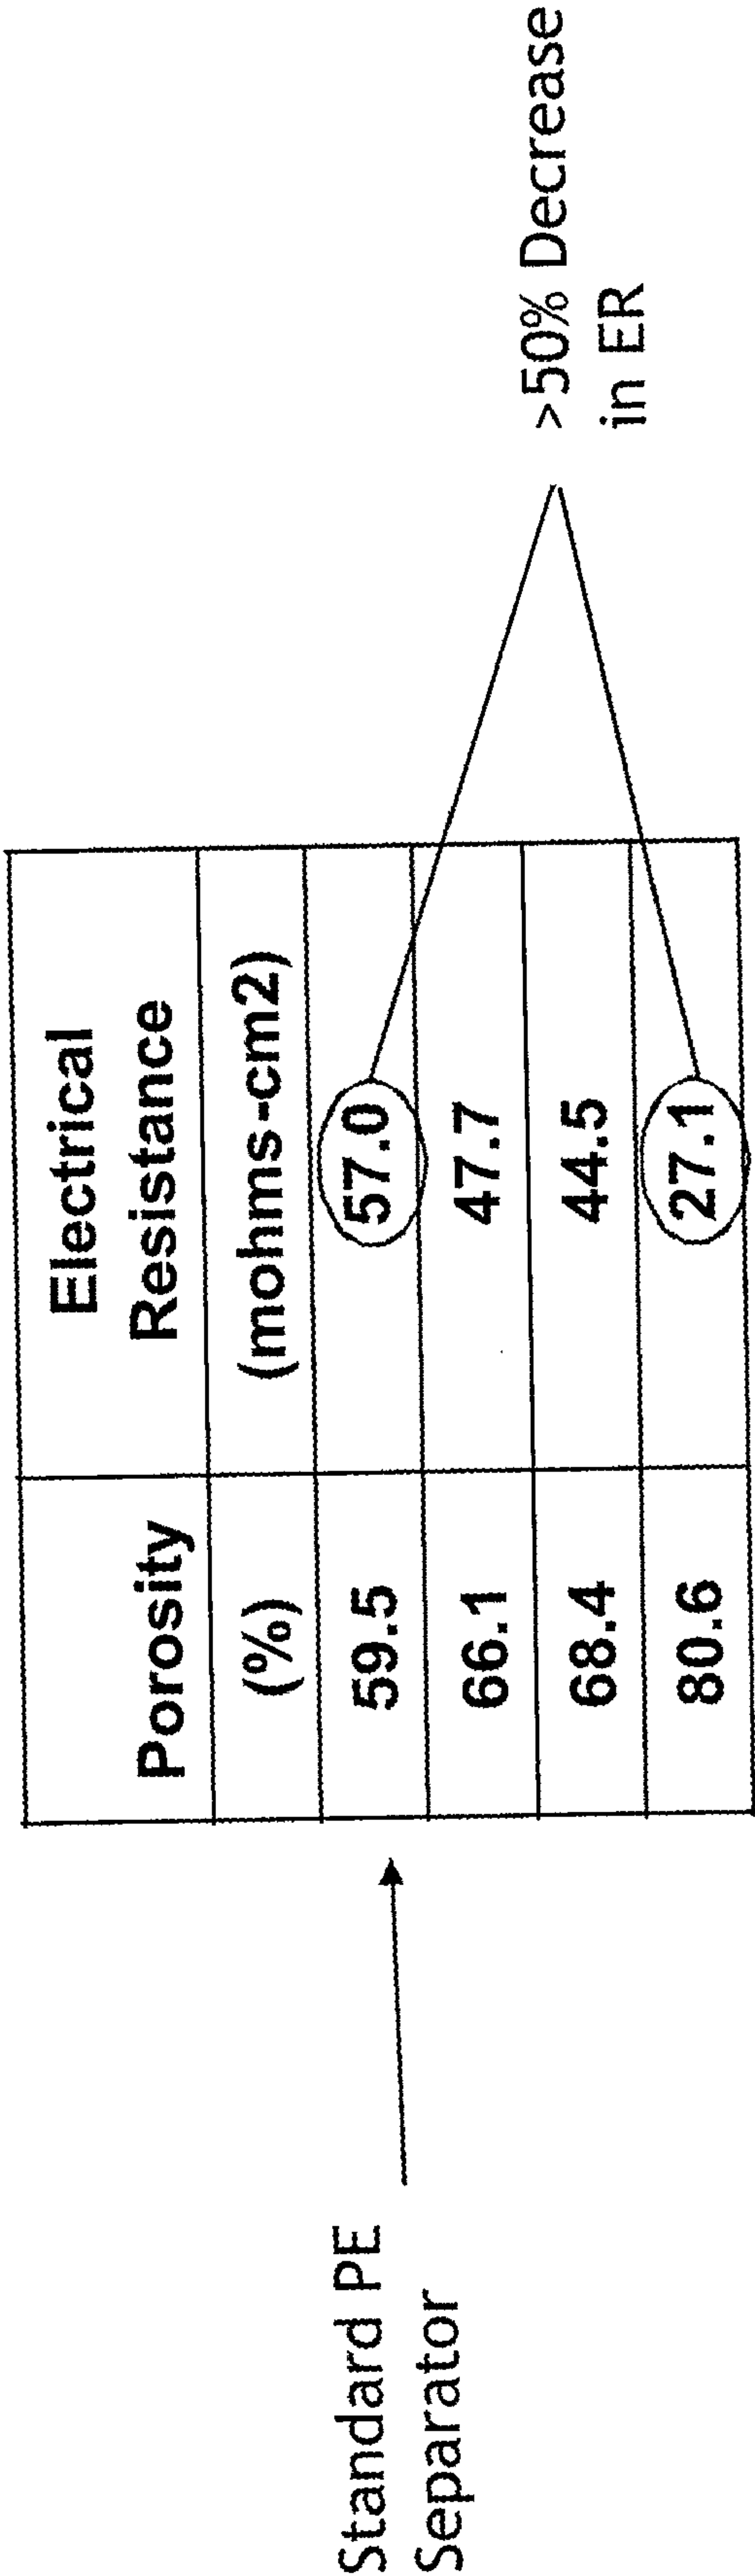 Standard PE
Separator
Porosity
Electrical
Resistance
(%)
(mohms-cm2)
59.5
57.0
66.1
47.7
68.4
44.5
80.6
27.1
>50% Decrease
in ER